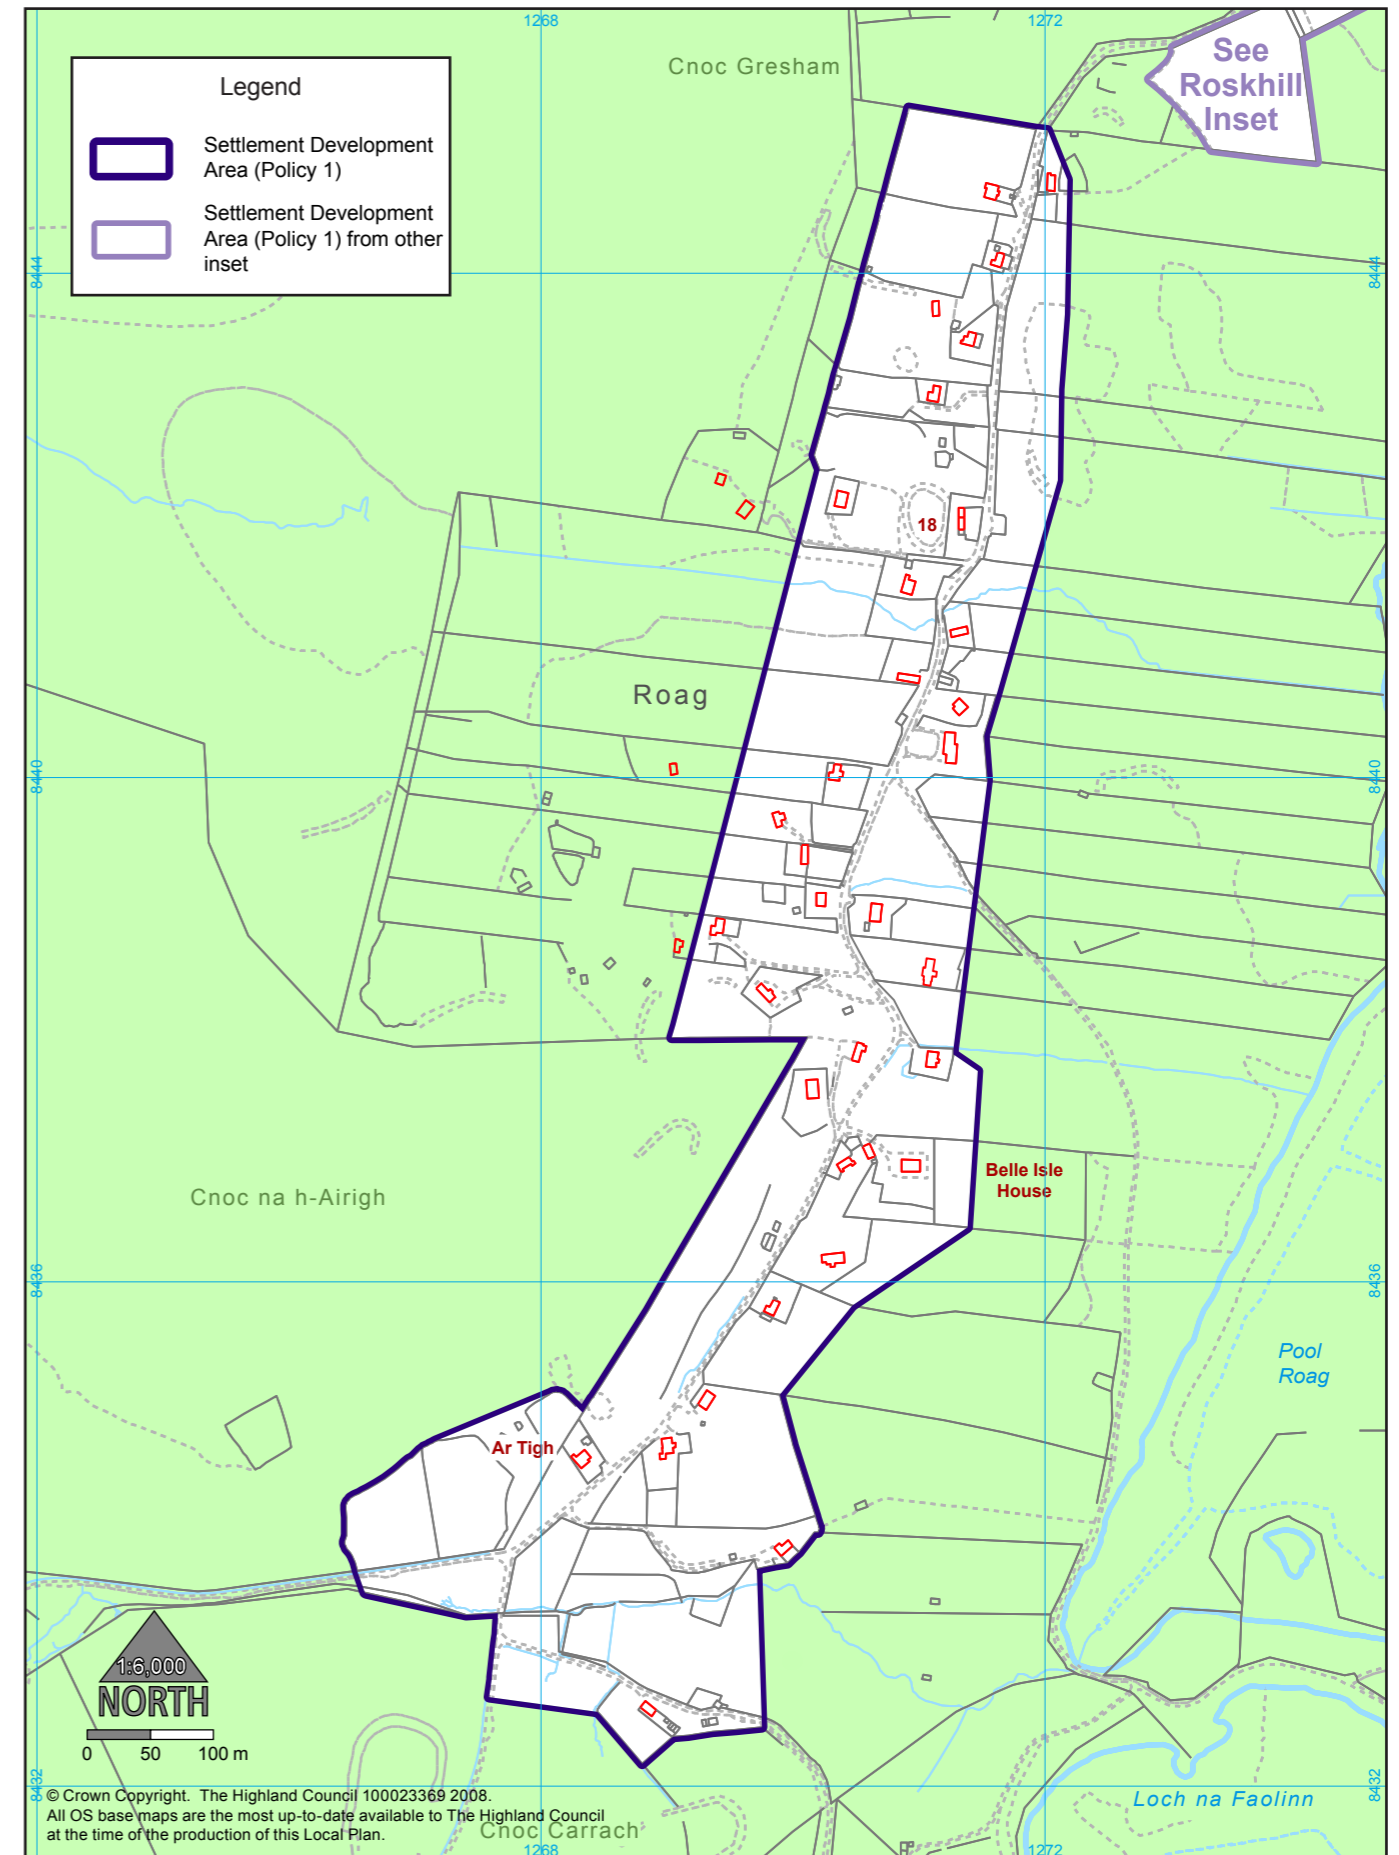 1268
1272
Cnoc Gresham
See
Roskhill
Inset
Legend
Settlement Development
Area (Policy 1)
Settlement Development
Area (Policy 1) from other
inset
8444
8444
18
Roag
8440
8440
Belle Isle
House
Cnoc na h-Airigh
8436
8436
Pool
Roag
Ar Tigh
1:6,000
NORTH
0 50 100 m
8432
8432
© Crown Copyright. The Highland Council 100023369 2008.
All OS base maps are the most up-to-date available to The Highland Council
at the time of the production of this Local Plan.
Loch na Faolinn
Cnoc Carrach
1268
1272